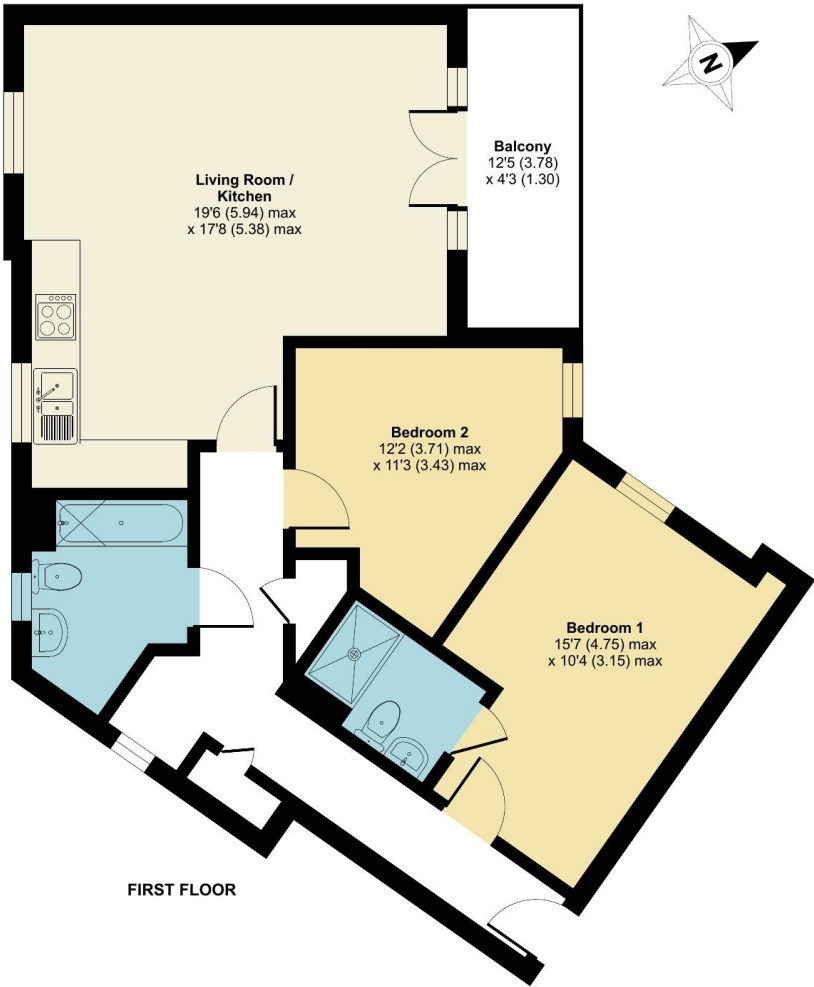 N
Living Room /
Kitchen
19'6 (5.94) max
x 17'8 (5.38) max
Balcony
12'5 (3.78)
x 4'3 (1.30)
Bedroom 2
12'2 (3.71) max
x 11'3 (3.43) max
Bedroom 1
15'7 (4.75) max
x 10'4 (3.15) max
FIRST FLOOR